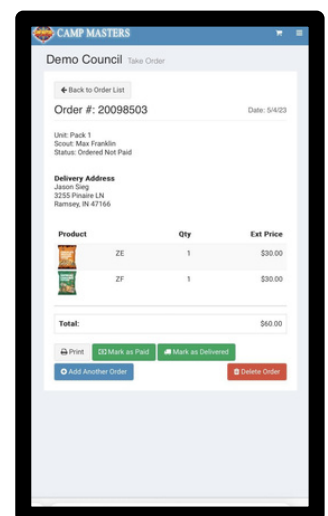 CAMP MASTERS
Demo Council Take Order
Back to Order List
Order #: 20098503 Date: 5/4/23
Unit: Pack 1
Scout: Max Franklin
Status: Ordered Not Paid
Delivery Address
Jason Sieg
3255 Pinaire LN
Ramsey, IN 47166
Product Qty Ext Price
ZE 1 $30.00
ZF 1 $30.00
Total: $60.00
Print Mark as Paid Mark as Delivered
Add Another Order Delete Order